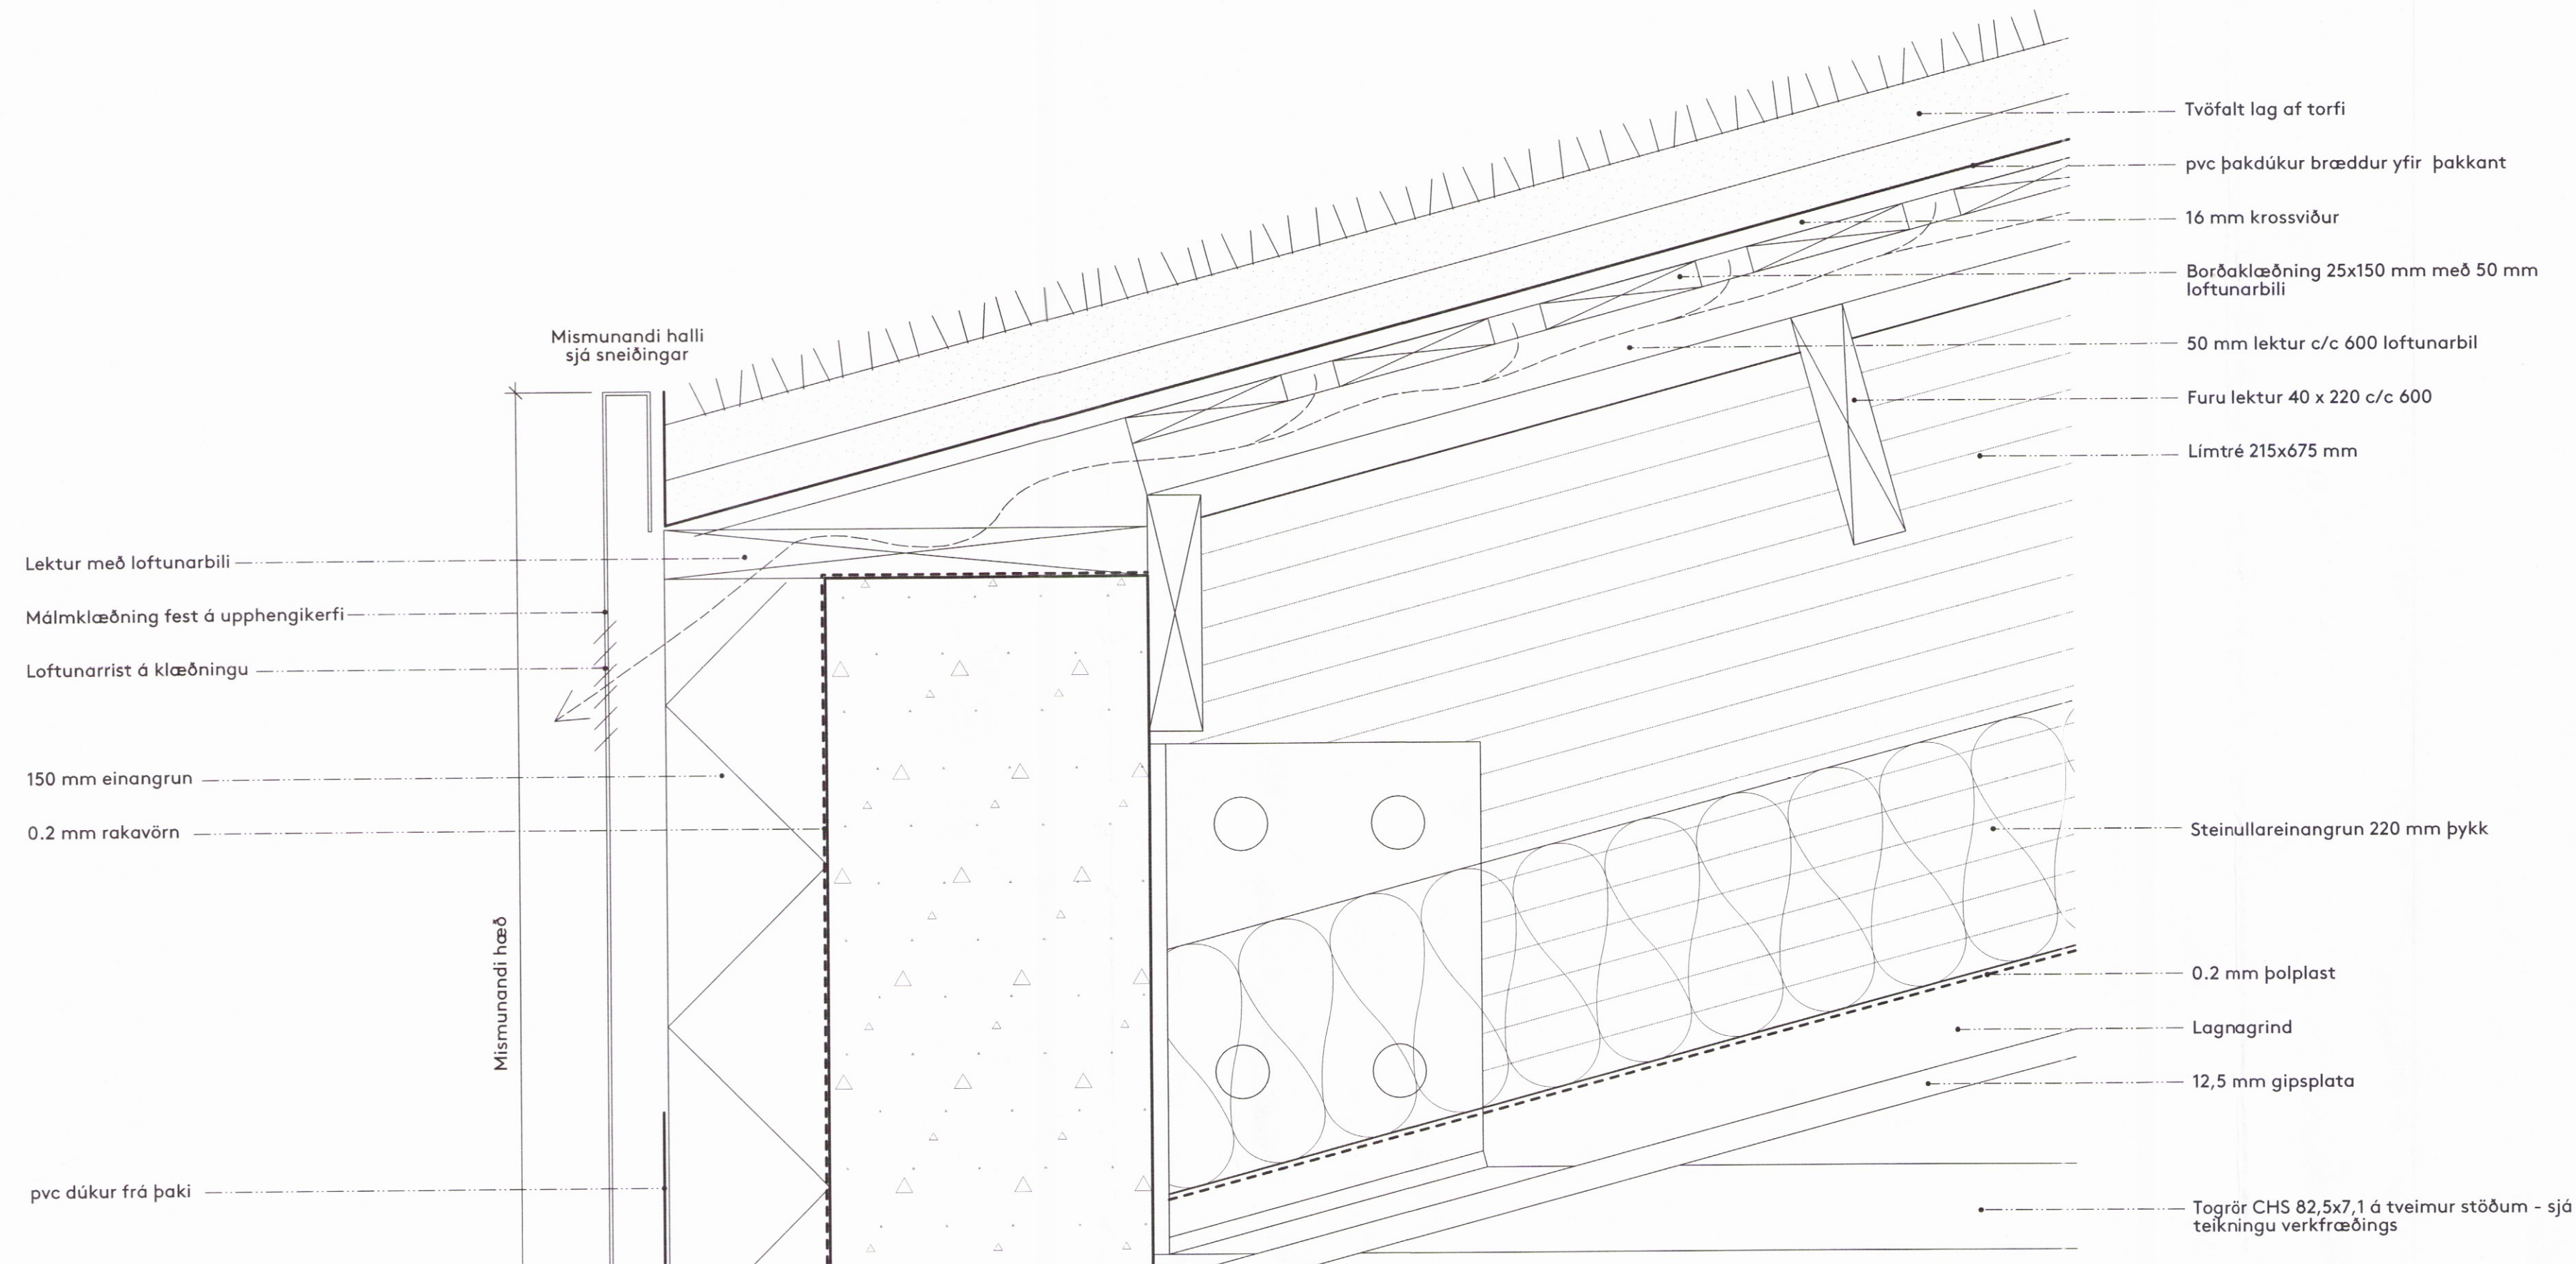 Mismunandi halli
sjá sneiðingar
Lektur með loftunarbili
Málmklæðning fest á upphengikerfi
Loftunarrist á klæðningu
150 mm einangrun
0.2 mm rakavörn
Mismunandi hæð
pvc dúkur frá þaki
Tvöfalt lag af torfi
pvc þakdúkur bræddur yfir þakkant
16 mm krossviður
Borðaklæðning 25x150 mm með 50 mm
loftunarbili
50 mm lektur c/c 600 loftunarbil
Furu lektur 40 x 220 c/c 600
Límtré 215x675 mm
Steinullareinangrun 220 mm þykk
0.2 mm þolplast
Lagnagrind
12,5 mm gipsplata
Togrör CHS 82,5x7,1 á tveimur stöðum - sjá
teikningu verkfræðings